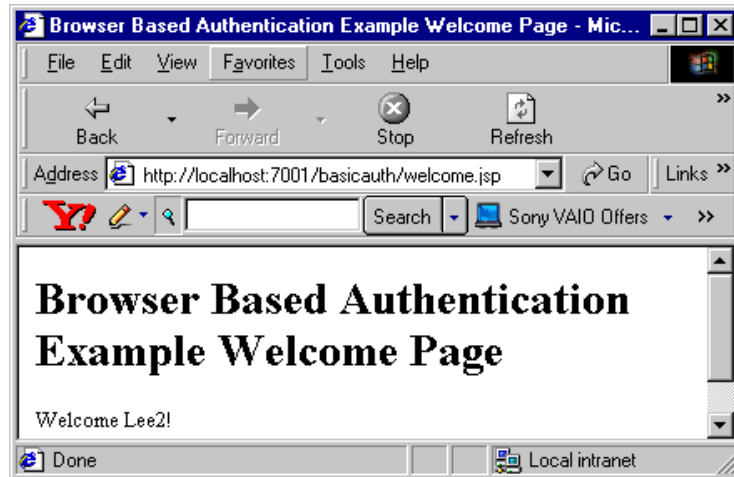 Browser Based Authentication Example Welcome Page - Mic...
File Edit View Favorites Tools Help
»
Back Forward Stop Refresh
Address http://localhost:7001/basicauth/welcome.jsp Go Links »
Y! Search Sony VAIO Offers »
Browser Based Authentication
Example Welcome Page
Welcome Lee2!
Done Local intranet